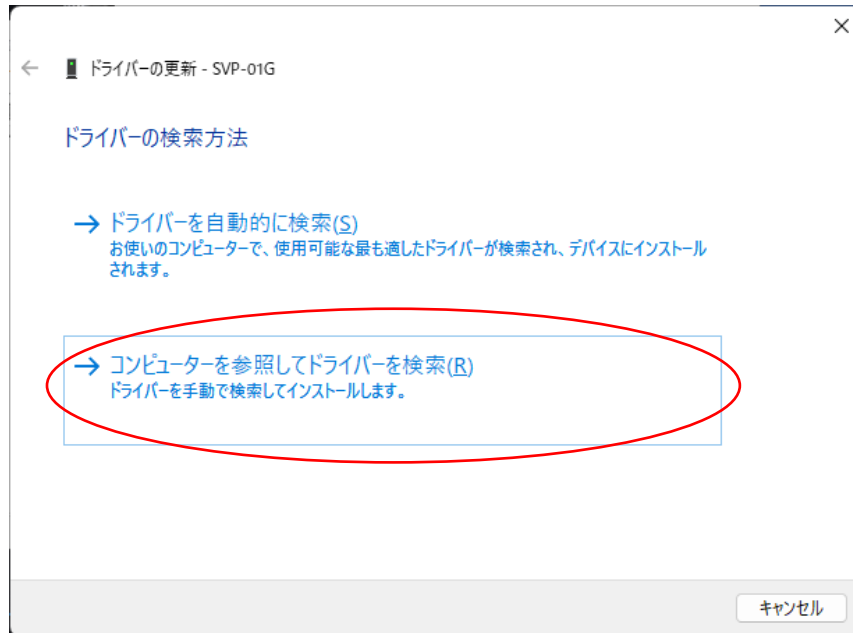 ドライバーの更新 - SVP-01G
ドライバーの検索方法
ドライバーを自動的に検索(S)
お使いのコンピューターで、使用可能な最も適したドライバーが検索され、デバイスにインストール
されます。
コンピューターを参照してドライバーを検索(R)
ドライバーを手動で検索してインストールします。
キャンセル